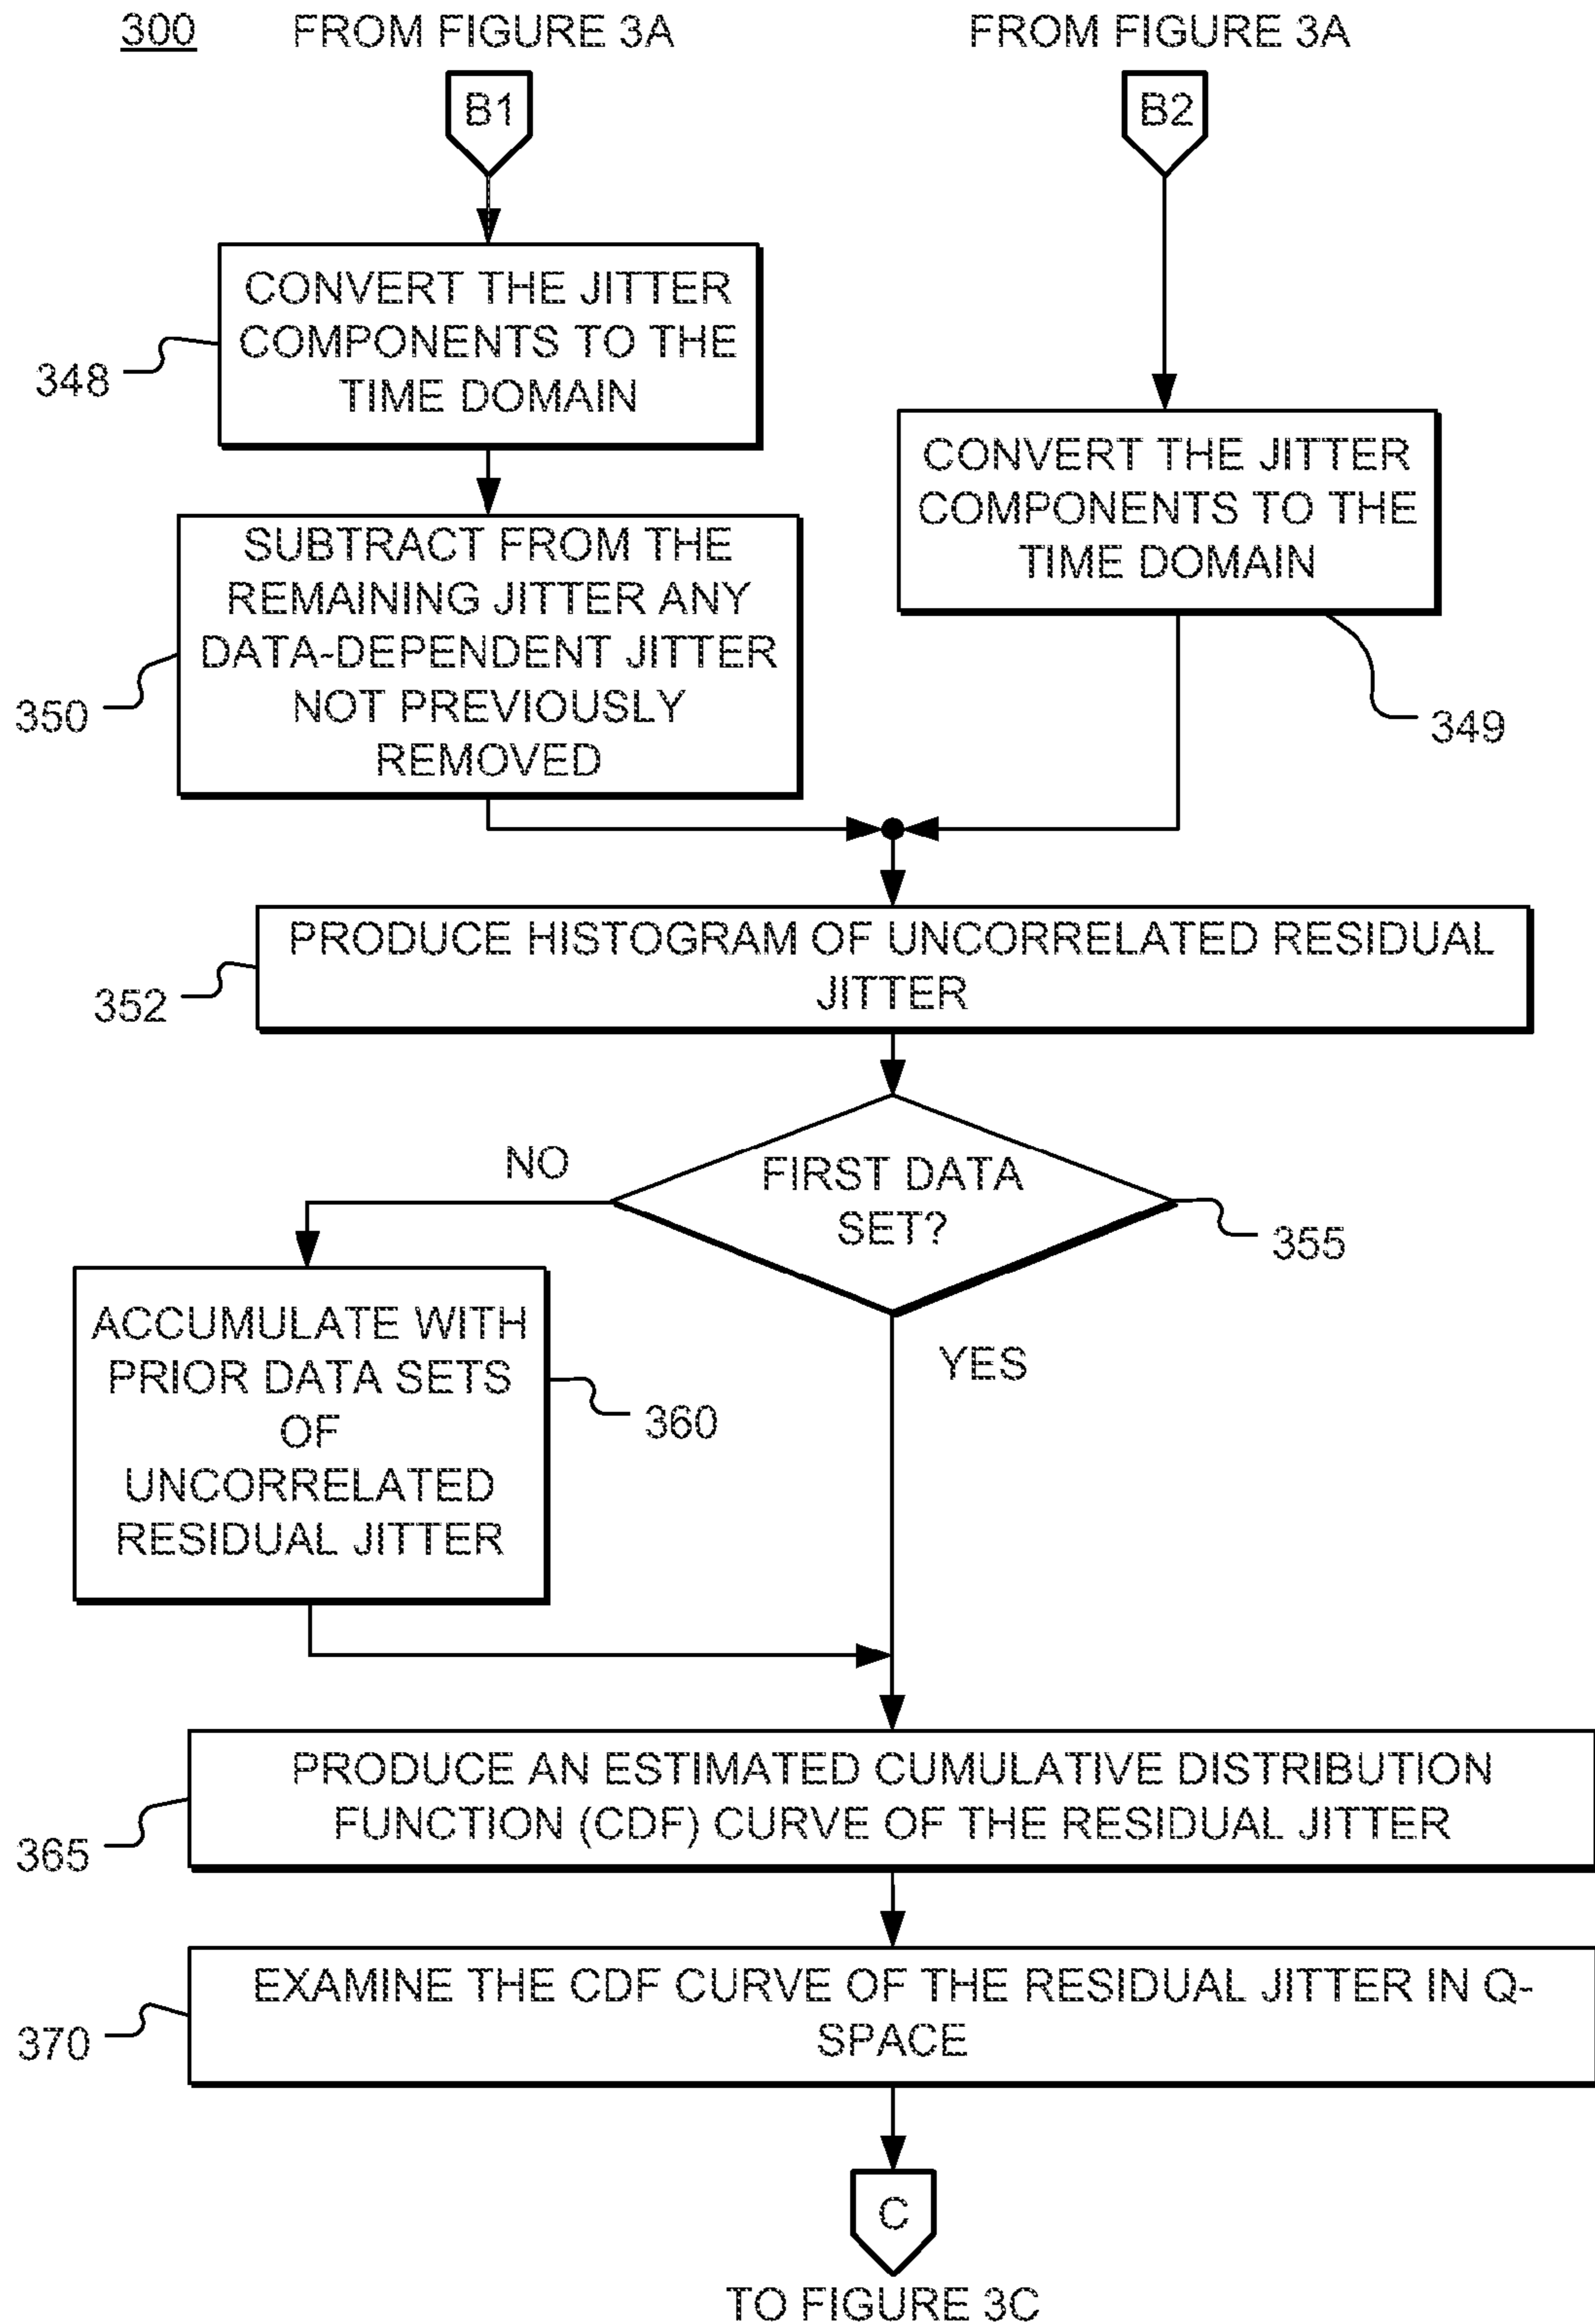 300
FROM FIGURE 3A
FROM FIGURE 3A
B1
B2
CONVERT THE JITTER
COMPONENTS TO THE
TIME DOMAIN
348
CONVERT THE JITTER
COMPONENTS TO THE
TIME DOMAIN
349
SUBTRACT FROM THE
REMAINING JITTER ANY
DATA-DEPENDENT JITTER
NOT PREVIOUSLY
REMOVED
350
PRODUCE HISTOGRAM OF UNCORRELATED RESIDUAL
JITTER
352
FIRST DATA
SET?
355
NO
YES
ACCUMULATE WITH
PRIOR DATA SETS
OF
UNCORRELATED
RESIDUAL JITTER
360
PRODUCE AN ESTIMATED CUMULATIVE DISTRIBUTION
FUNCTION (CDF) CURVE OF THE RESIDUAL JITTER
365
EXAMINE THE CDF CURVE OF THE RESIDUAL JITTER IN Q-
SPACE
370
C
TO FIGURE 3C